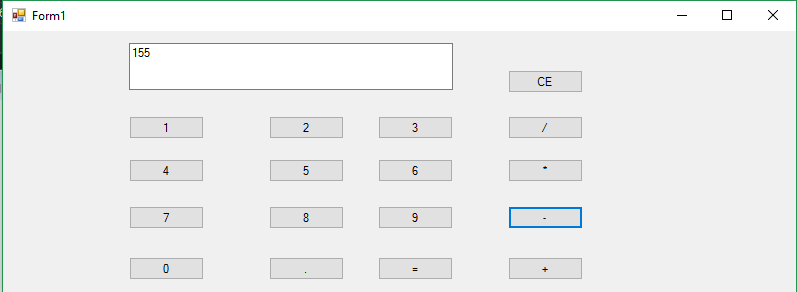 Form1
155
CE
1 2 3 /
4 5 6 *
7 8 9 -
0 . = +